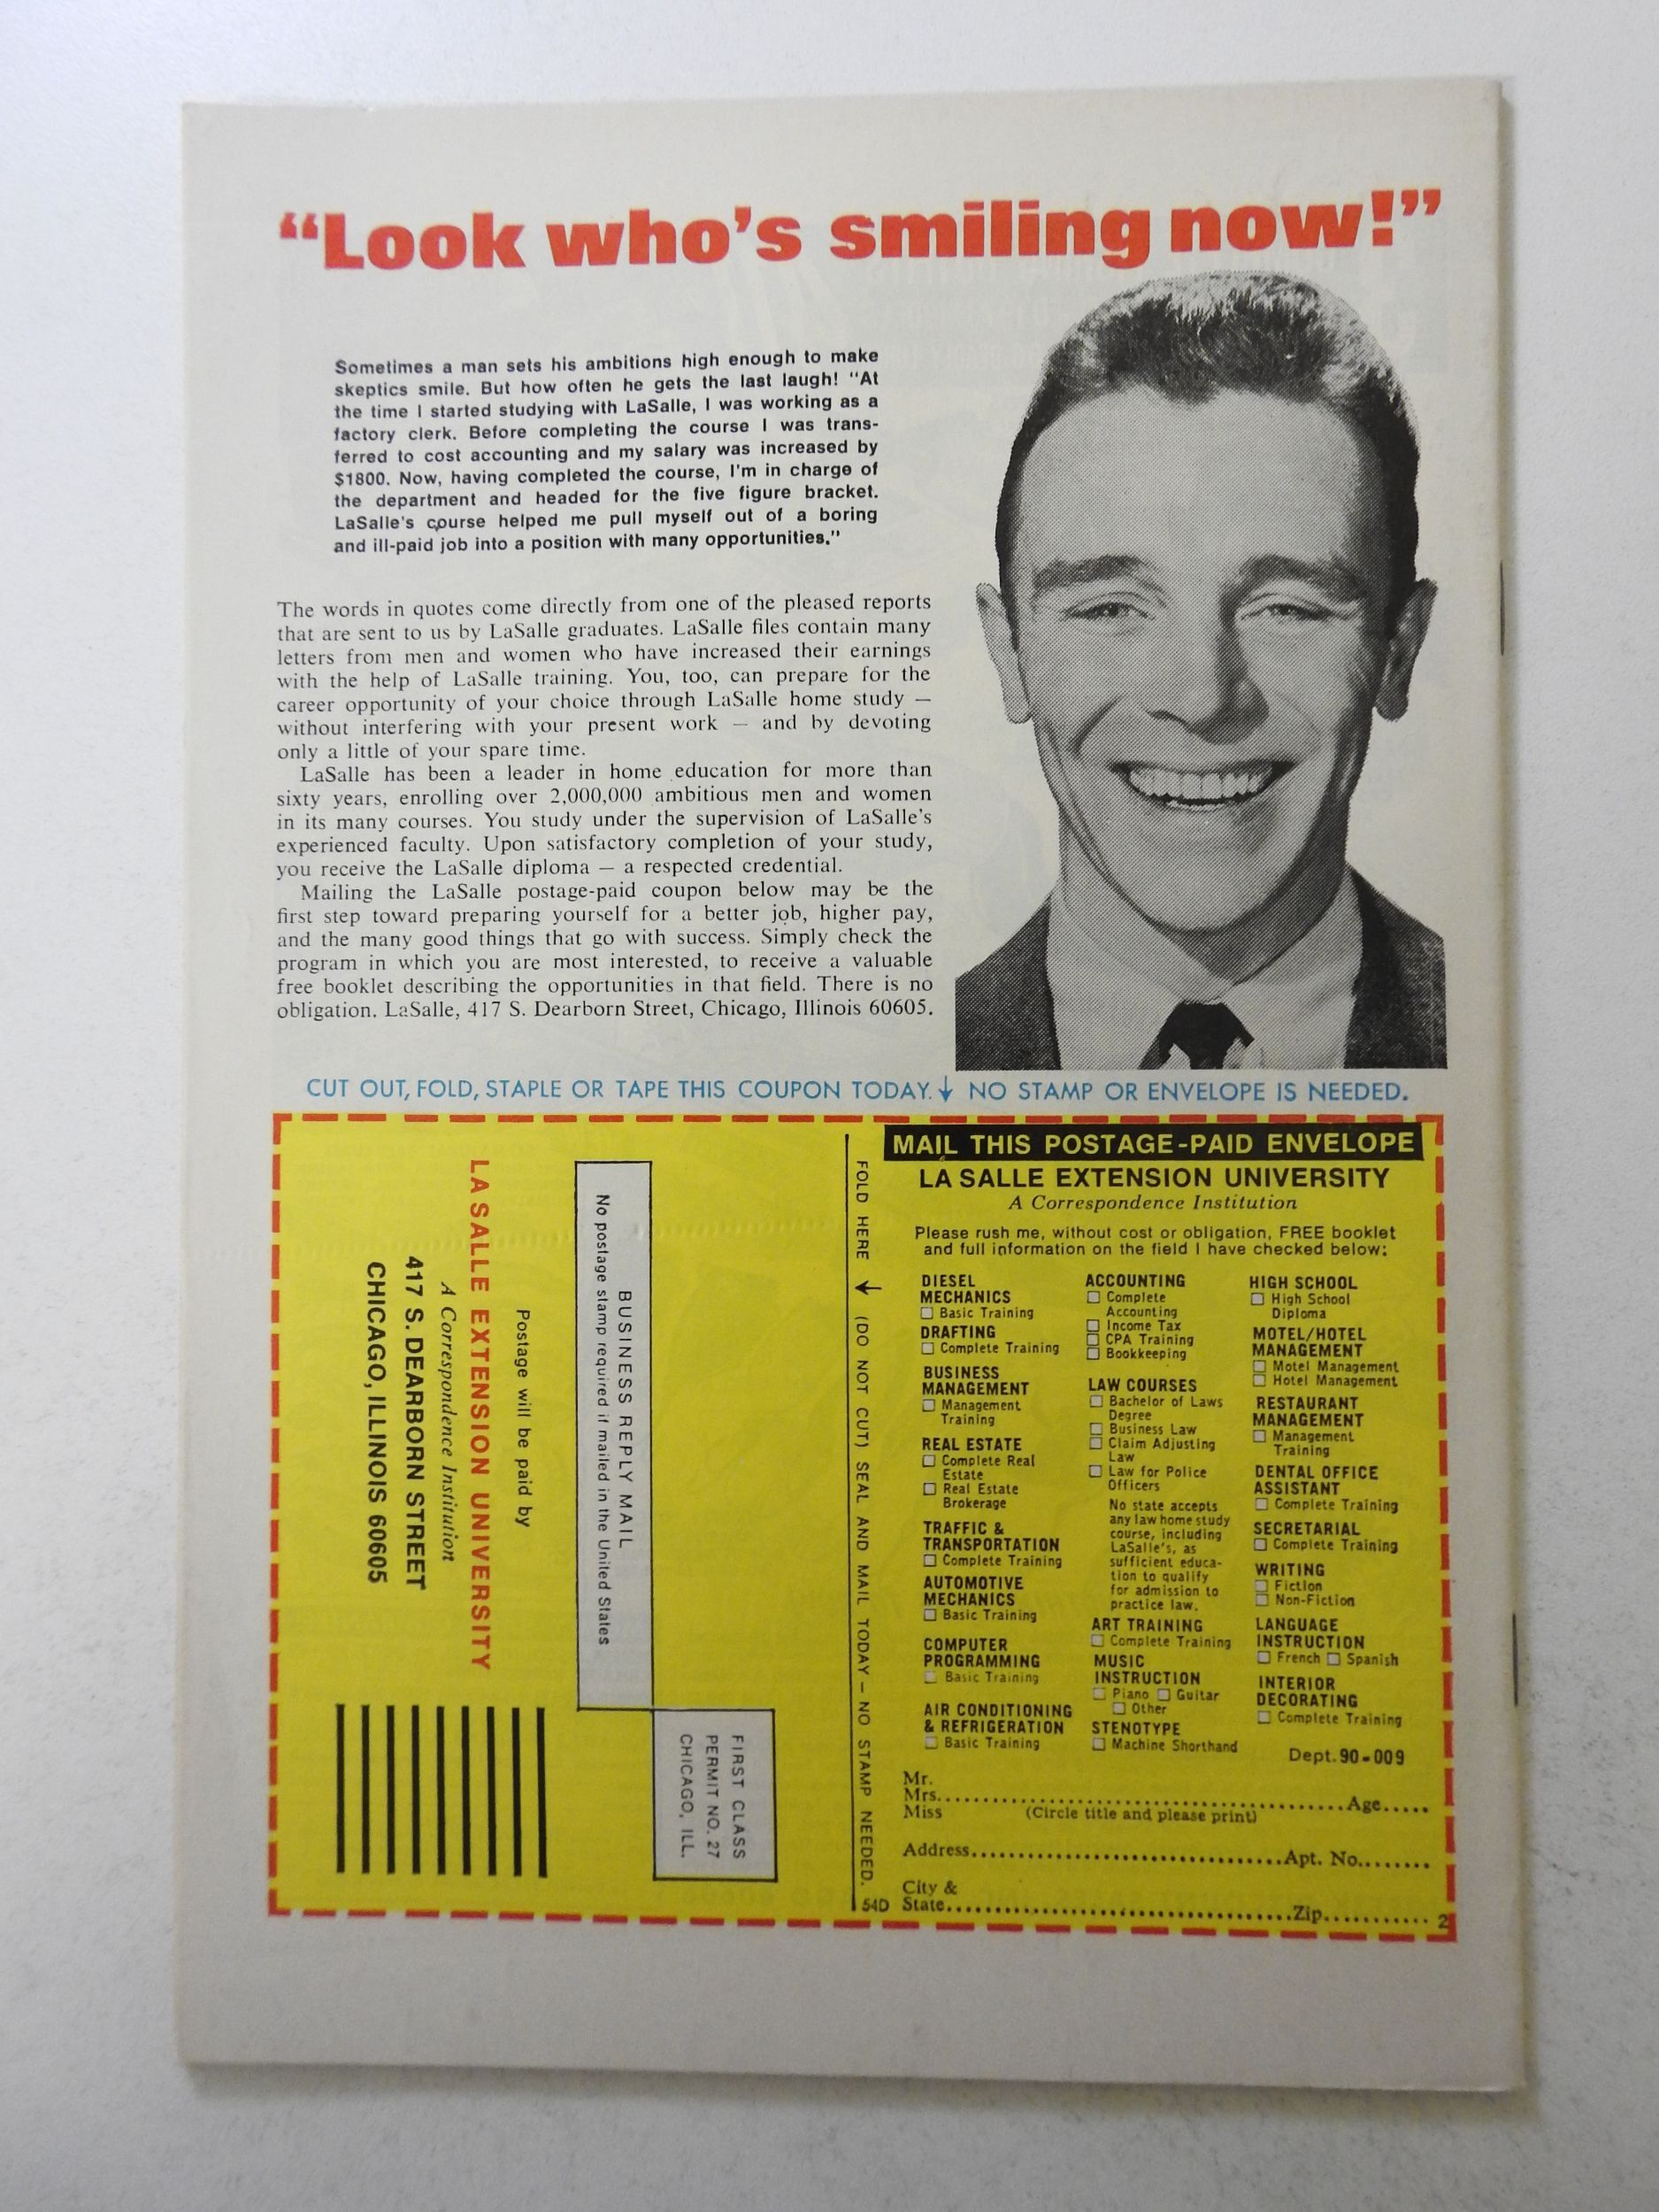 “Look who’s smiling now!”
Sometimes a man sets his ambitions high enough to make
skeptics smile. But how often he gets the last laugh! “At
the time I started studying with LaSalle, I was working as a
factory clerk. Before completing the course I was trans-
ferred to cost accounting and my salary was increased by
$1800. Now, having completed the course, I'm in charge of
the department and headed for the five figure bracket.
LaSalle's course helped me pull myself out of a boring
and ill-paid job into a position with many opportunities.”
The words in quotes come directly from one of the pleased reports
that are sent to us by LaSalle graduates. LaSalle files contain many
letters from men and women who have increased their earnings
with the help of LaSalle training. You, too, can prepare for the
career opportunity of your choice through LaSalle home study —
without interfering with your present work — and by devoting
only a little of your spare time.
LaSalle has been a leader in home education for more than
sixty years, enrolling over 2,000,000 ambitious men and women
in its many courses. You study under the supervision of LaSalle's
experienced faculty. Upon satisfactory completion of your study,
you receive the LaSalle diploma — a respected credential.
Mailing the LaSalle postage-paid coupon below may be the
first step toward preparing yourself for a better job, higher pay,
and the many good things that go with success. Simply check the
program in which you are most interested, to receive a valuable
free booklet describing the opportunities in that field. There is no
obligation. LaSalle, 417 S. Dearborn Street, Chicago, Illinois 60605.
CUT OUT, FOLD, STAPLE OR TAPE THIS COUPON TODAY. ↓ NO STAMP OR ENVELOPE IS NEEDED.
FIRST CLASS
PERMIT NO. 27
CHICAGO, ILL.
BUSINESS REPLY MAIL
No postage stamp required if mailed in the United States
Postage will be paid by
LA SALLE EXTENSION UNIVERSITY
A Correspondence Institution
417 S. DEARBORN STREET
CHICAGO, ILLINOIS 60605
FOLD HERE ↓ (DO NOT CUT) SEAL AND MAIL TODAY — NO STAMP NEEDED.
54D
MAIL THIS POSTAGE-PAID ENVELOPE
LA SALLE EXTENSION UNIVERSITY
A Correspondence Institution
Please rush me, without cost or obligation, FREE booklet
and full information on the field I have checked below:
DIESEL
MECHANICS
☐ Basic Training
DRAFTING
☐ Complete Training
BUSINESS
MANAGEMENT
☐ Management
Training
REAL ESTATE
☐ Complete Real
Estate
☐ Real Estate
Brokerage
TRAFFIC &
TRANSPORTATION
☐ Complete Training
AUTOMOTIVE
MECHANICS
☐ Basic Training
COMPUTER
PROGRAMMING
☐ Basic Training
AIR CONDITIONING
& REFRIGERATION
☐ Basic Training
ACCOUNTING
☐ Complete
Accounting
☐ Income Tax
☐ CPA Training
☐ Bookkeeping
LAW COURSES
☐ Bachelor of Laws
Degree
☐ Business Law
☐ Claim Adjusting
Law
☐ Law for Police
Officers
No state accepts
any law home study
course, including
LaSalle's, as
sufficient educa-
tion to qualify
for admission to
practice law.
ART TRAINING
☐ Complete Training
MUSIC
INSTRUCTION
☐ Piano ☐ Guitar
☐ Other
STENOTYPE
☐ Machine Shorthand
HIGH SCHOOL
☐ High School
Diploma
MOTEL/HOTEL
MANAGEMENT
☐ Motel Management
☐ Hotel Management
RESTAURANT
MANAGEMENT
☐ Management
Training
DENTAL OFFICE
ASSISTANT
☐ Complete Training
SECRETARIAL
☐ Complete Training
WRITING
☐ Fiction
☐ Non-Fiction
LANGUAGE
INSTRUCTION
☐ French ☐ Spanish
INTERIOR
DECORATING
☐ Complete Training
Dept. 90-009
Mr.
Mrs. Age
Miss (Circle title and please print)
Address Apt. No.
City &
State Zip
2